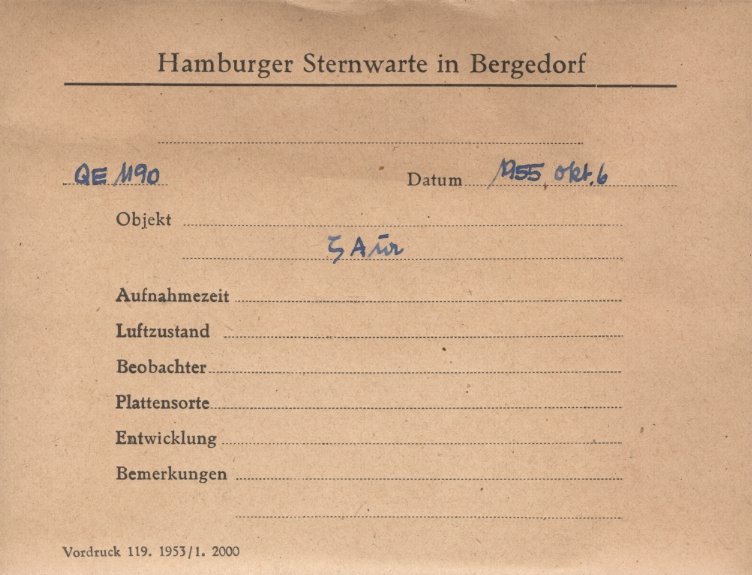 Hamburger Sternwarte in Bergedorf
QE 1190 Datum 1955 Okt. 6
Objekt
ζ Aur
Aufnahmezeit
Luftzustand
Beobachter
Plattensorte
Entwicklung
Bemerkungen
Vordruck 119. 1953/1. 2000